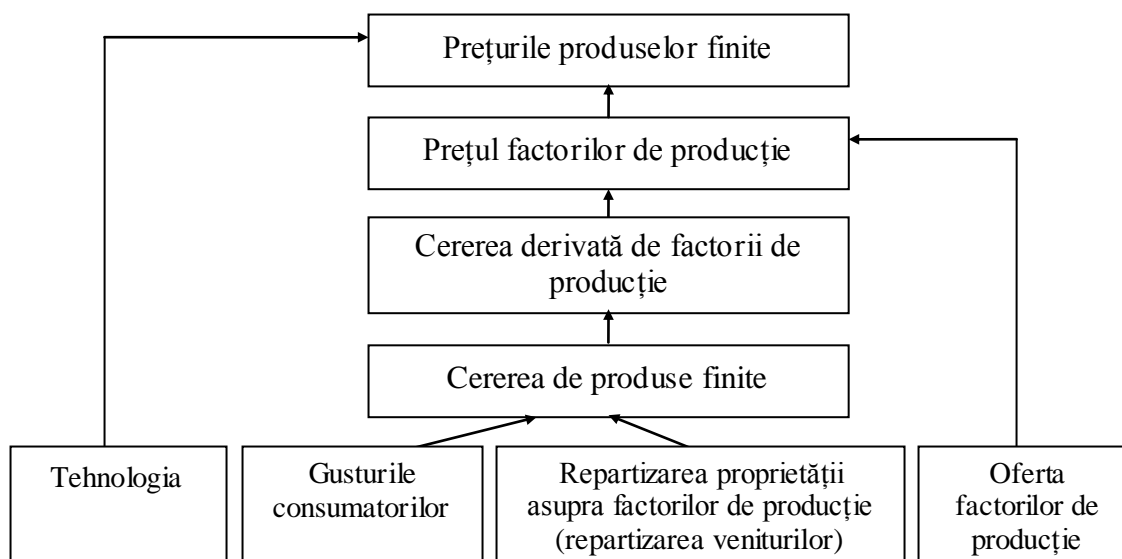 Prețurile produselor finite
Prețul factorilor de producție
Cererea derivată de factorii de
producție
Cererea de produse finite
Tehnologia
Gusturile
consumatorilor
Repartizarea proprietății
asupra factorilor de producție
(repartizarea veniturilor)
Oferta
factorilor de
producție